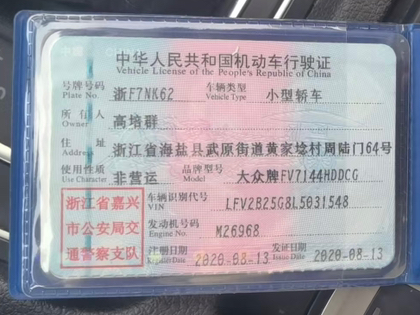 中华人民共和国机动车行驶证
Vehicle License of the People's Republic of China
号牌号码 浙F7NK62 车辆类型 小型轿车
Plate No. Vehicle Type
所有人 高培群
Owner
住址 浙江省海盐县武原街道黄家埝村周陆门64号
使用性质 非营运 品牌型号 大众牌FV7144HDDCG
Use Character Model
浙江省嘉兴
市公安局交
通警察支队
车辆识别代号 LFV2B25G8L5031548
VIN
发动机号码 M26968
Engine No.
注册日期 2020-08-13 发证日期 2020-08-13
Issue Date